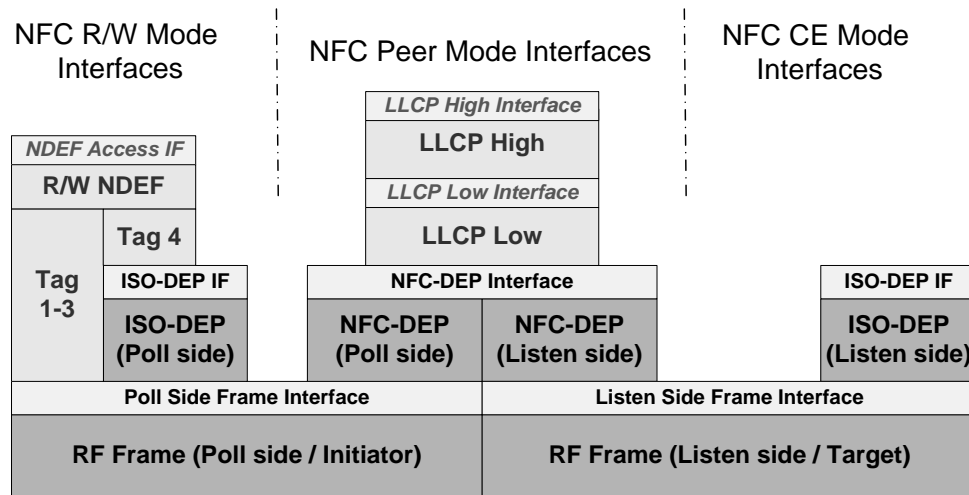 NFC R/W Mode
Interfaces
NFC Peer Mode Interfaces
NFC CE Mode
Interfaces
LLCP High Interface
LLCP High
LLCP Low Interface
LLCP Low
NDEF Access IF
R/W NDEF
Tag
1-3
Tag 4
ISO-DEP IF
ISO-DEP
(Poll side)
NFC-DEP Interface
NFC-DEP
(Poll side)
NFC-DEP
(Listen side)
ISO-DEP IF
ISO-DEP
(Listen side)
Poll Side Frame Interface
Listen Side Frame Interface
RF Frame (Poll side / Initiator)
RF Frame (Listen side / Target)